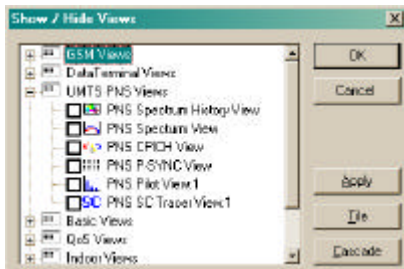 Show / Hide Views
GSM Views
DataTerminal Views
UMTS PNS Views
PNS Spectrum History View
PNS Spectrum View
PNS CPICH View
PNS P-SYNC View
PNS Pilot View:1
SC PNS SC Tracer View:1
Basic Views
QoS Views
Indoor Views
OK
Cancel
Apply
Tile
Cascade